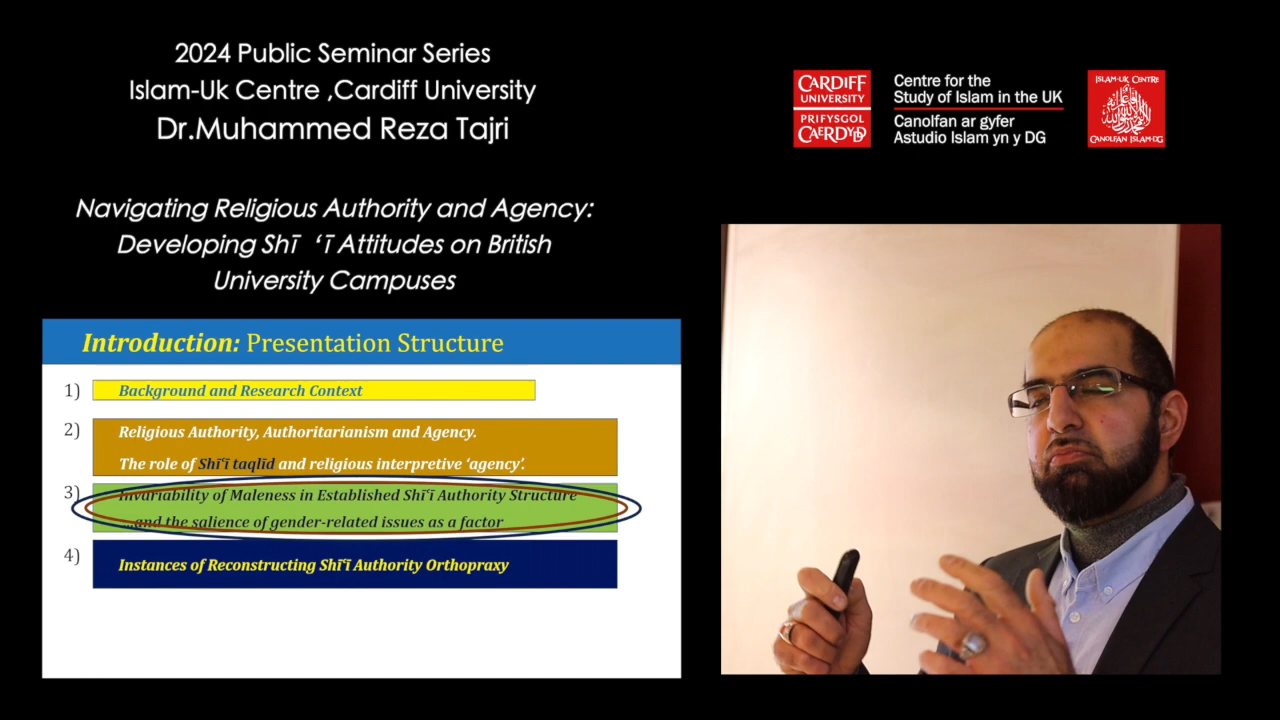 2024 Public Seminar Series
Islam-Uk Centre ,Cardiff University
Dr.Muhammed Reza Tajri
Navigating Religious Authority and Agency:
Developing Shī ‘ī Attitudes on British
University Campuses
CARDIFF
UNIVERSITY
PRIFYSGOL
CAERDYDD
Centre for the
Study of Islam in the UK
Canolfan ar gyfer
Astudio Islam yn y DG
ISLAM-UK CENTRE
CANOLFAN ISLAM-DG
Introduction: Presentation Structure
1) Background and Research Context
2) Religious Authority, Authoritarianism and Agency.
The role of Shīʿī taqlīd and religious interpretive ‘agency’.
3) Invariability of Maleness in Established Shīʿī Authority Structure
...and the salience of gender-related issues as a factor
4) Instances of Reconstructing Shīʿī Authority Orthopraxy